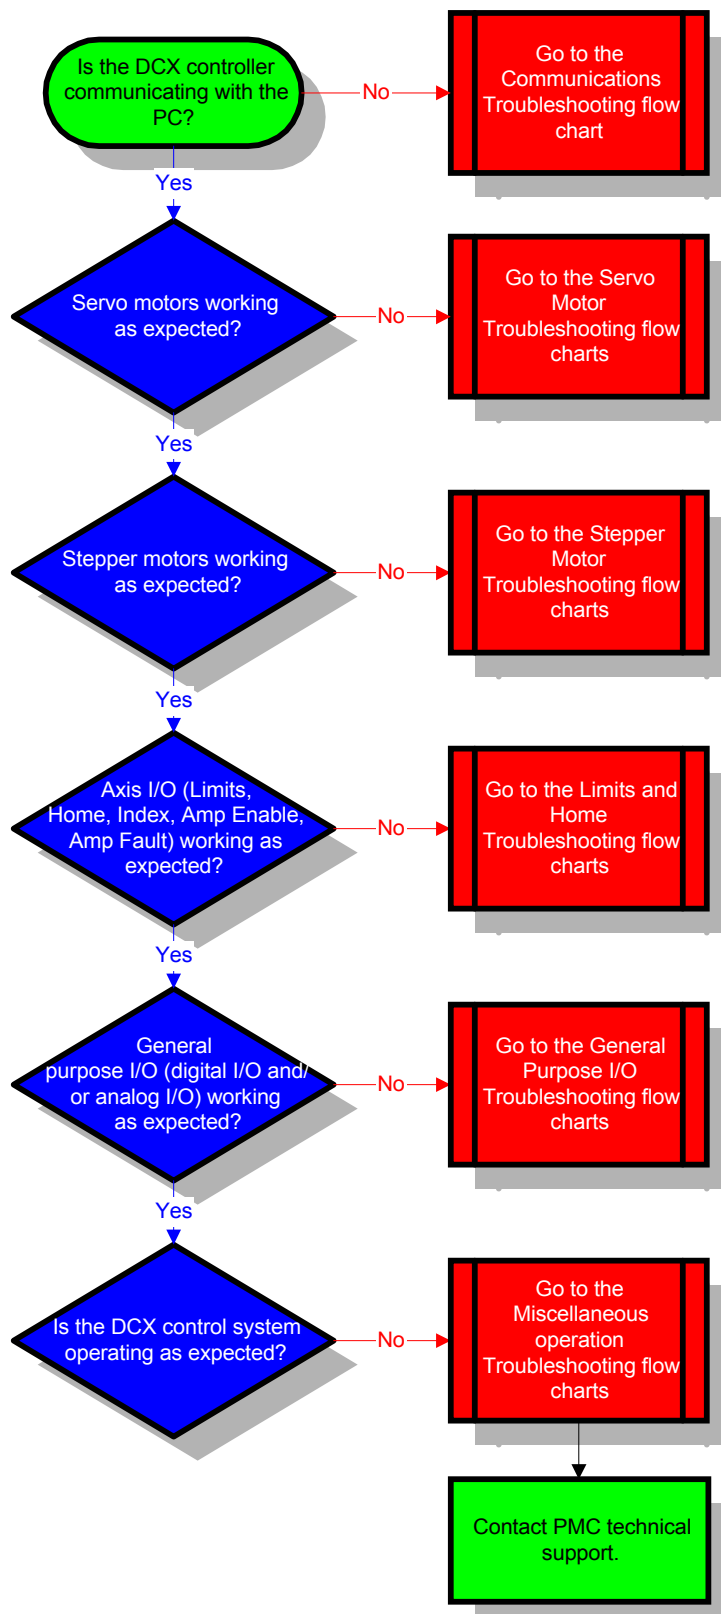 Is the DCX controller
communicating with the
PC?
No
Go to the
Communications
Troubleshooting flow
chart
Yes
Servo motors working
as expected?
No
Go to the Servo
Motor
Troubleshooting flow
charts
Yes
Stepper motors working
as expected?
No
Go to the Stepper
Motor
Troubleshooting flow
charts
Yes
Axis I/O (Limits,
Home, Index, Amp Enable,
Amp Fault) working as
expected?
No
Go to the Limits and
Home
Troubleshooting flow
charts
Yes
General
purpose I/O (digital I/O and/
or analog I/O) working
as expected?
No
Go to the General
Purpose I/O
Troubleshooting flow
charts
Yes
Is the DCX control system
operating as expected?
No
Go to the
Miscellaneous
operation
Troubleshooting flow
charts
Contact PMC technical
support.